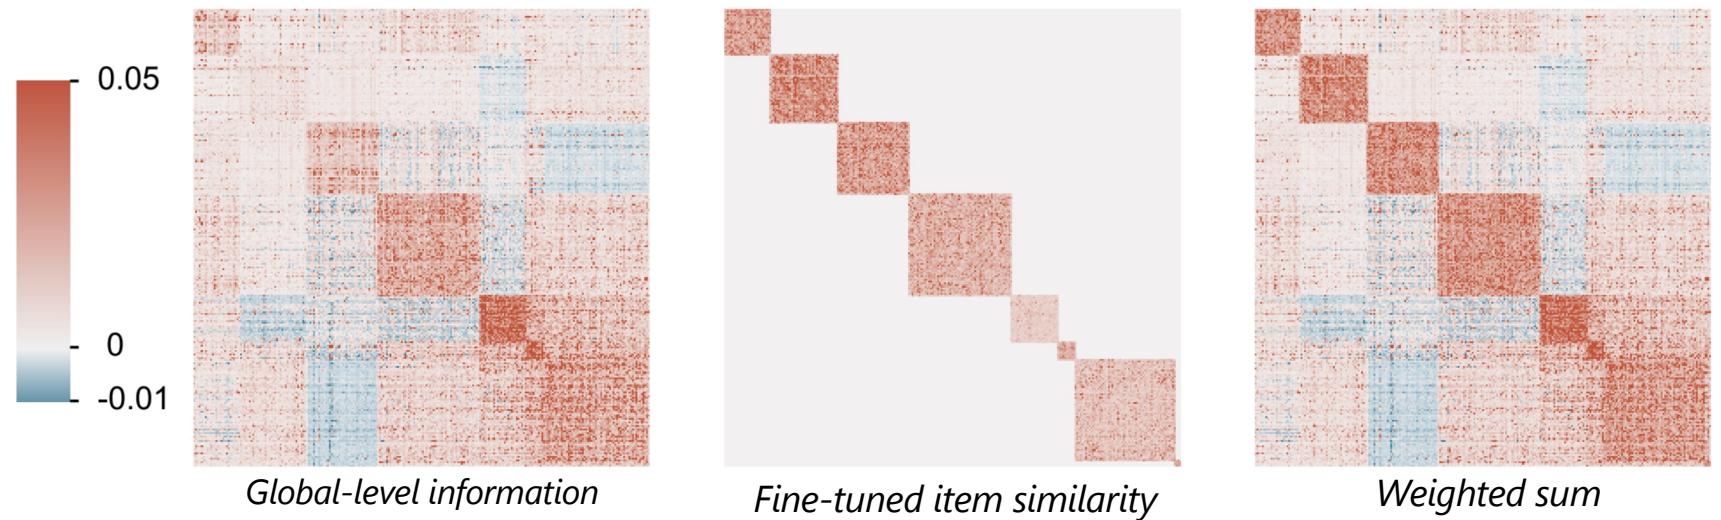 0.05
0
-0.01
Global-level information
Fine-tuned item similarity
Weighted sum